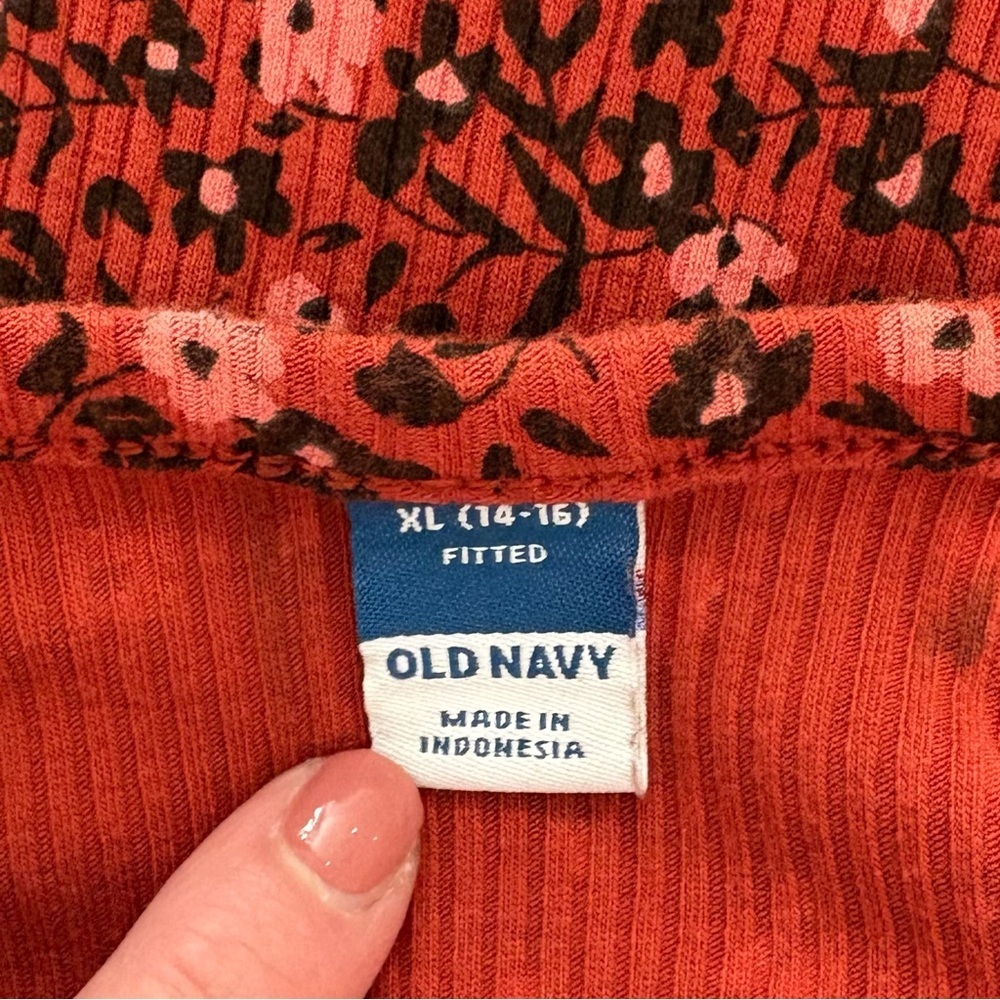 XL (14-16)
FITTED
OLD NAVY
MADE IN
INDONESIA